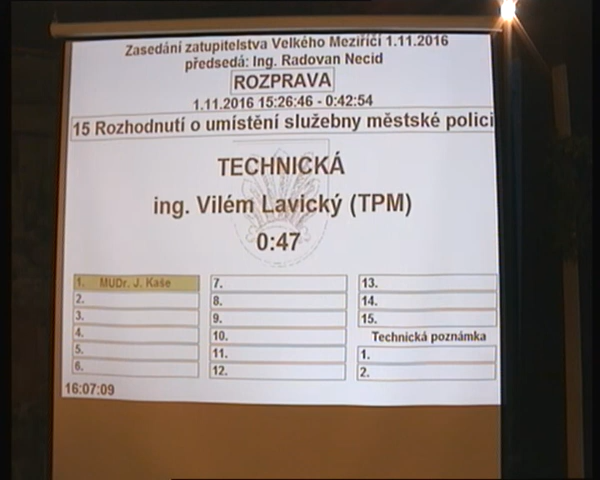 Zasedání zatupitelstva Velkého Meziříčí 1.11.2016
předsedá: Ing. Radovan Necid
ROZPRAVA
1.11.2016 15:26:46 - 0:42:54
15 Rozhodnutí o umístění služebny městské polici
TECHNICKÁ
ing. Vilém Lavický (TPM)
0:47
1. MUDr. J. Kaše
2.
3.
4.
5.
6.
7.
8.
9.
10.
11.
12.
13.
14.
15.
Technická poznámka
1.
2.
16:07:09